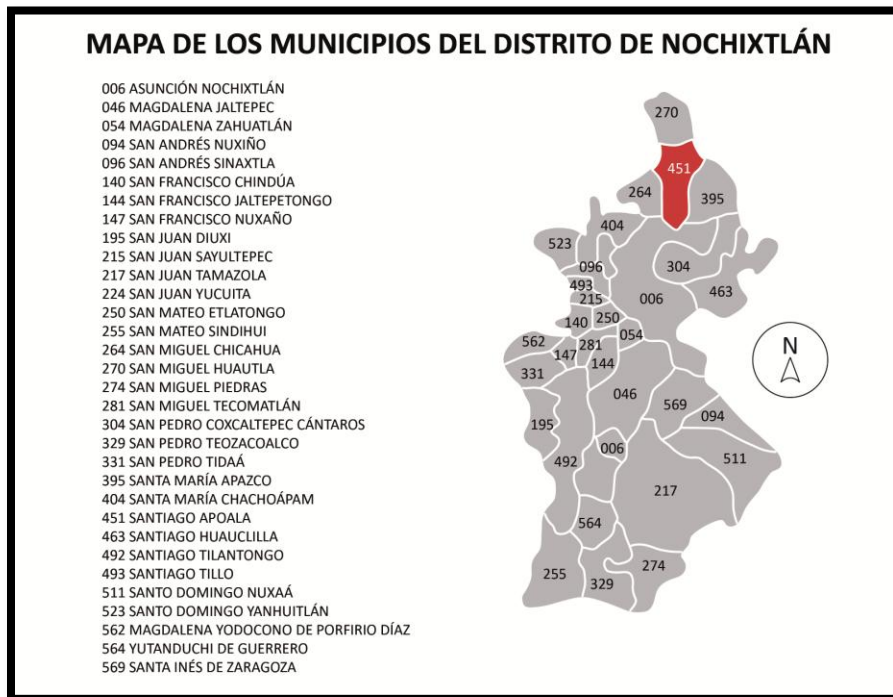 MAPA DE LOS MUNICIPIOS DEL DISTRITO DE NOCHIXTLÁN
006 ASUNCIÓN NOCHIXTLÁN
046 MAGDALENA JALTEPEC
054 MAGDALENA ZAHUATLÁN
094 SAN ANDRÉS NUXIÑO
096 SAN ANDRÉS SINAXTLA
140 SAN FRANCISCO CHINDÚA
144 SAN FRANCISCO JALTEPETONGO
147 SAN FRANCISCO NUXAÑO
195 SAN JUAN DIUXI
215 SAN JUAN SAYULTEPEC
217 SAN JUAN TAMAZOLA
224 SAN JUAN YUCUITA
250 SAN MATEO ETLATONGO
255 SAN MATEO SINDIHUI
264 SAN MIGUEL CHICAHUA
270 SAN MIGUEL HUAUTLA
274 SAN MIGUEL PIEDRAS
281 SAN MIGUEL TECOMATLÁN
304 SAN PEDRO COXCALTEPEC CÁNTAROS
329 SAN PEDRO TEOZACOALCO
331 SAN PEDRO TIDAÁ
395 SANTA MARÍA APAZCO
404 SANTA MARÍA CHACHOÁPAM
451 SANTIAGO APOALA
463 SANTIAGO HUAUCLILLA
492 SANTIAGO TILANTONGO
493 SANTIAGO TILLO
511 SANTO DOMINGO NUXAÁ
523 SANTO DOMINGO YANHUITLÁN
562 MAGDALENA YODOCONO DE PORFIRIO DÍAZ
564 YUTANDUCHI DE GUERRERO
569 SANTA INÉS DE ZARAGOZA
270
451
264
395
404
523
096
304
493
463
215
006
250
140
054
562
281
147
144
331
046
569
094
195
006
492
511
217
564
274
255
329
N